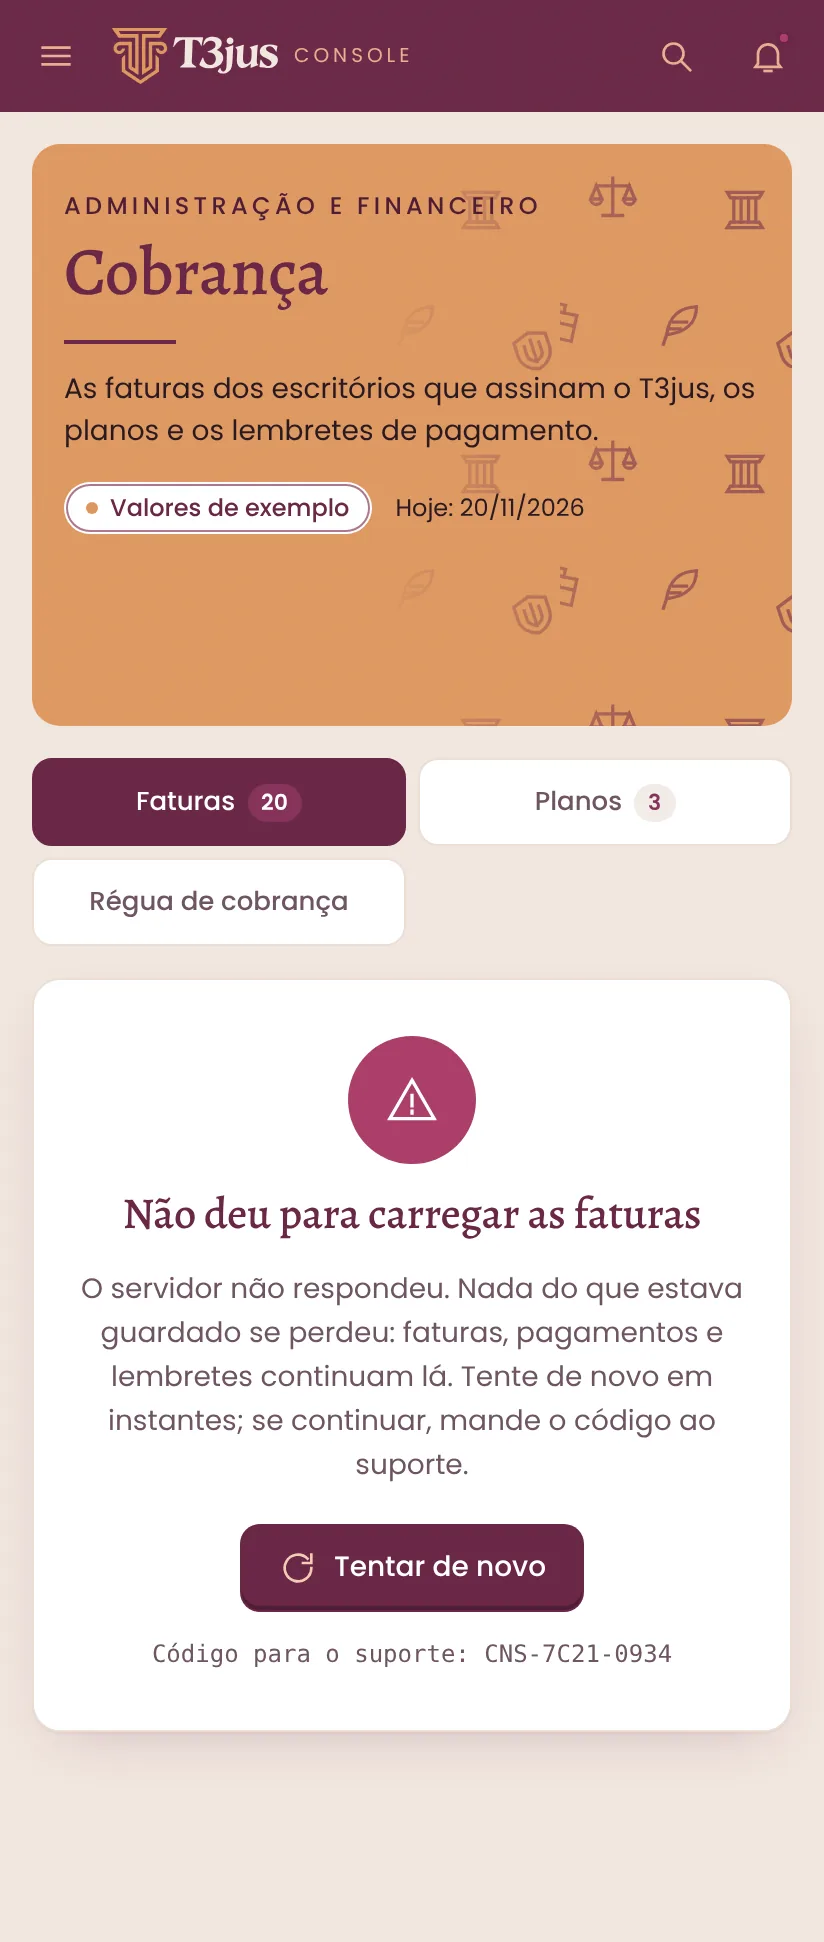 T3jus CONSOLE
ADMINISTRAÇÃO E FINANCEIRO
Cobrança
As faturas dos escritórios que assinam o T3jus, os
planos e os lembretes de pagamento.
Valores de exemplo
Hoje: 20/11/2026
Faturas 20
Planos 3
Régua de cobrança
Não deu para carregar as faturas
O servidor não respondeu. Nada do que estava
guardado se perdeu: faturas, pagamentos e
lembretes continuam lá. Tente de novo em
instantes; se continuar, mande o código ao
suporte.
Tentar de novo
Código para o suporte: CNS-7C21-0934